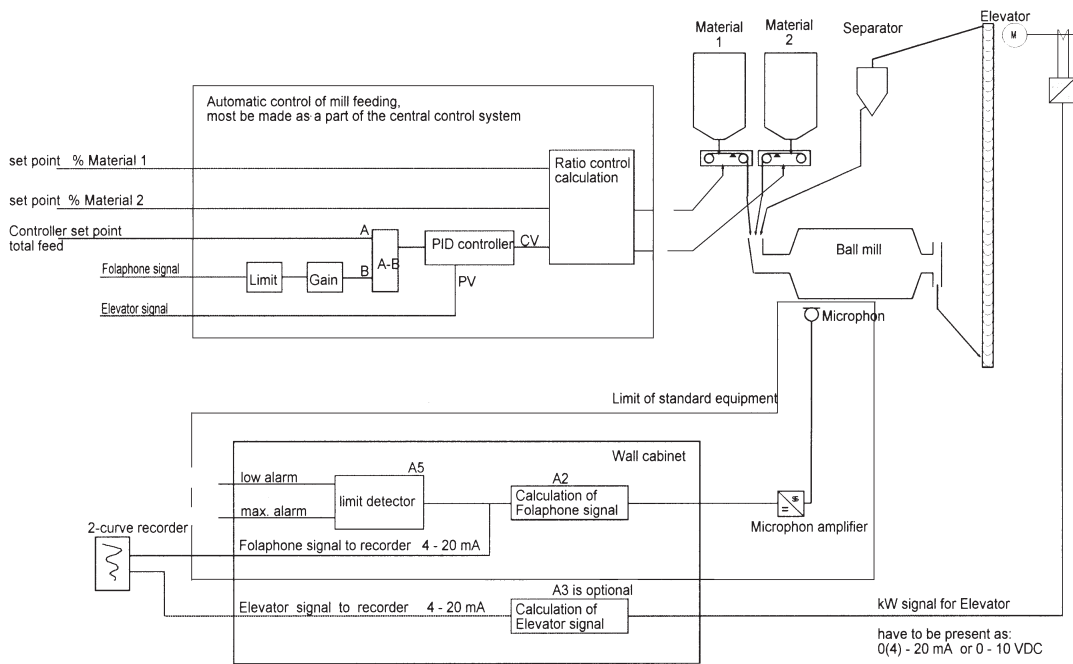 Elevator
M
Material
1
Material
2
Separator
Automatic control of mill feeding,
most be made as a part of the central control system
set point % Material 1
Ratio control
calculation
set point % Material 2
Controller set point
total feed
A
A-B
PID controller
CV
Ball mill
Folaphone signal
Limit
Gain
B
PV
Elevator signal
Microphon
Limit of standard equipment
Wall cabinet
low alarm
A5
limit detector
A2
Calculation of
Folaphone signal
max. alarm
Microphon amplifier
2-curve recorder
Folaphone signal to recorder 4 - 20 mA
A3 is optional
Elevator signal to recorder 4 - 20 mA
Calculation of
Elevator signal
kW signal for Elevator
have to be present as:
0(4) - 20 mA or 0 - 10 VDC